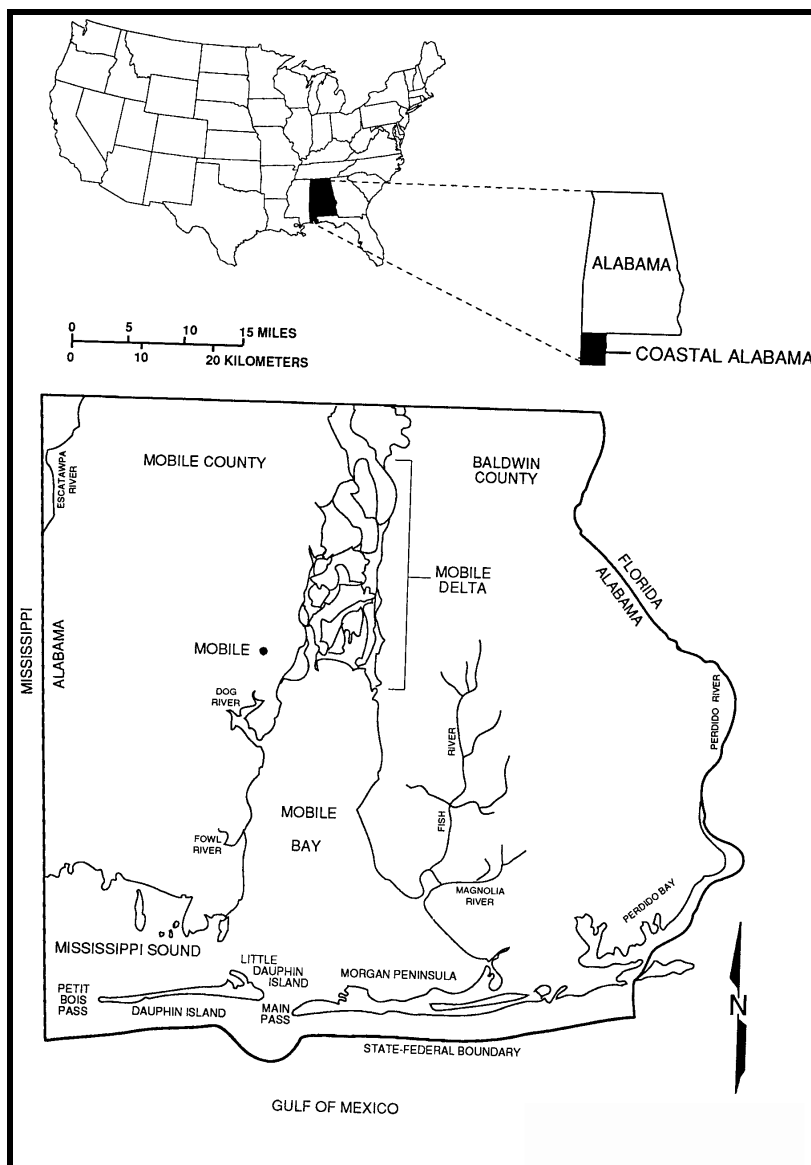 ALABAMA
0 5 10 15 MILES
0 10 20 KILOMETERS
COASTAL ALABAMA
MOBILE COUNTY
BALDWIN
COUNTY
ESCATAWPA
RIVER
MOBILE
DELTA
FLORIDA
ALABAMA
MISSISSIPPI
ALABAMA
MOBILE
DOG
RIVER
PERDIDO RIVER
FISH RIVER
MOBILE
BAY
FOWL
RIVER
MAGNOLIA
RIVER
PERDIDO BAY
MISSISSIPPI SOUND
LITTLE
DAUPHIN
ISLAND
MORGAN PENINSULA
PETIT
BOIS
PASS
DAUPHIN ISLAND
MAIN
PASS
N
STATE-FEDERAL BOUNDARY
GULF OF MEXICO